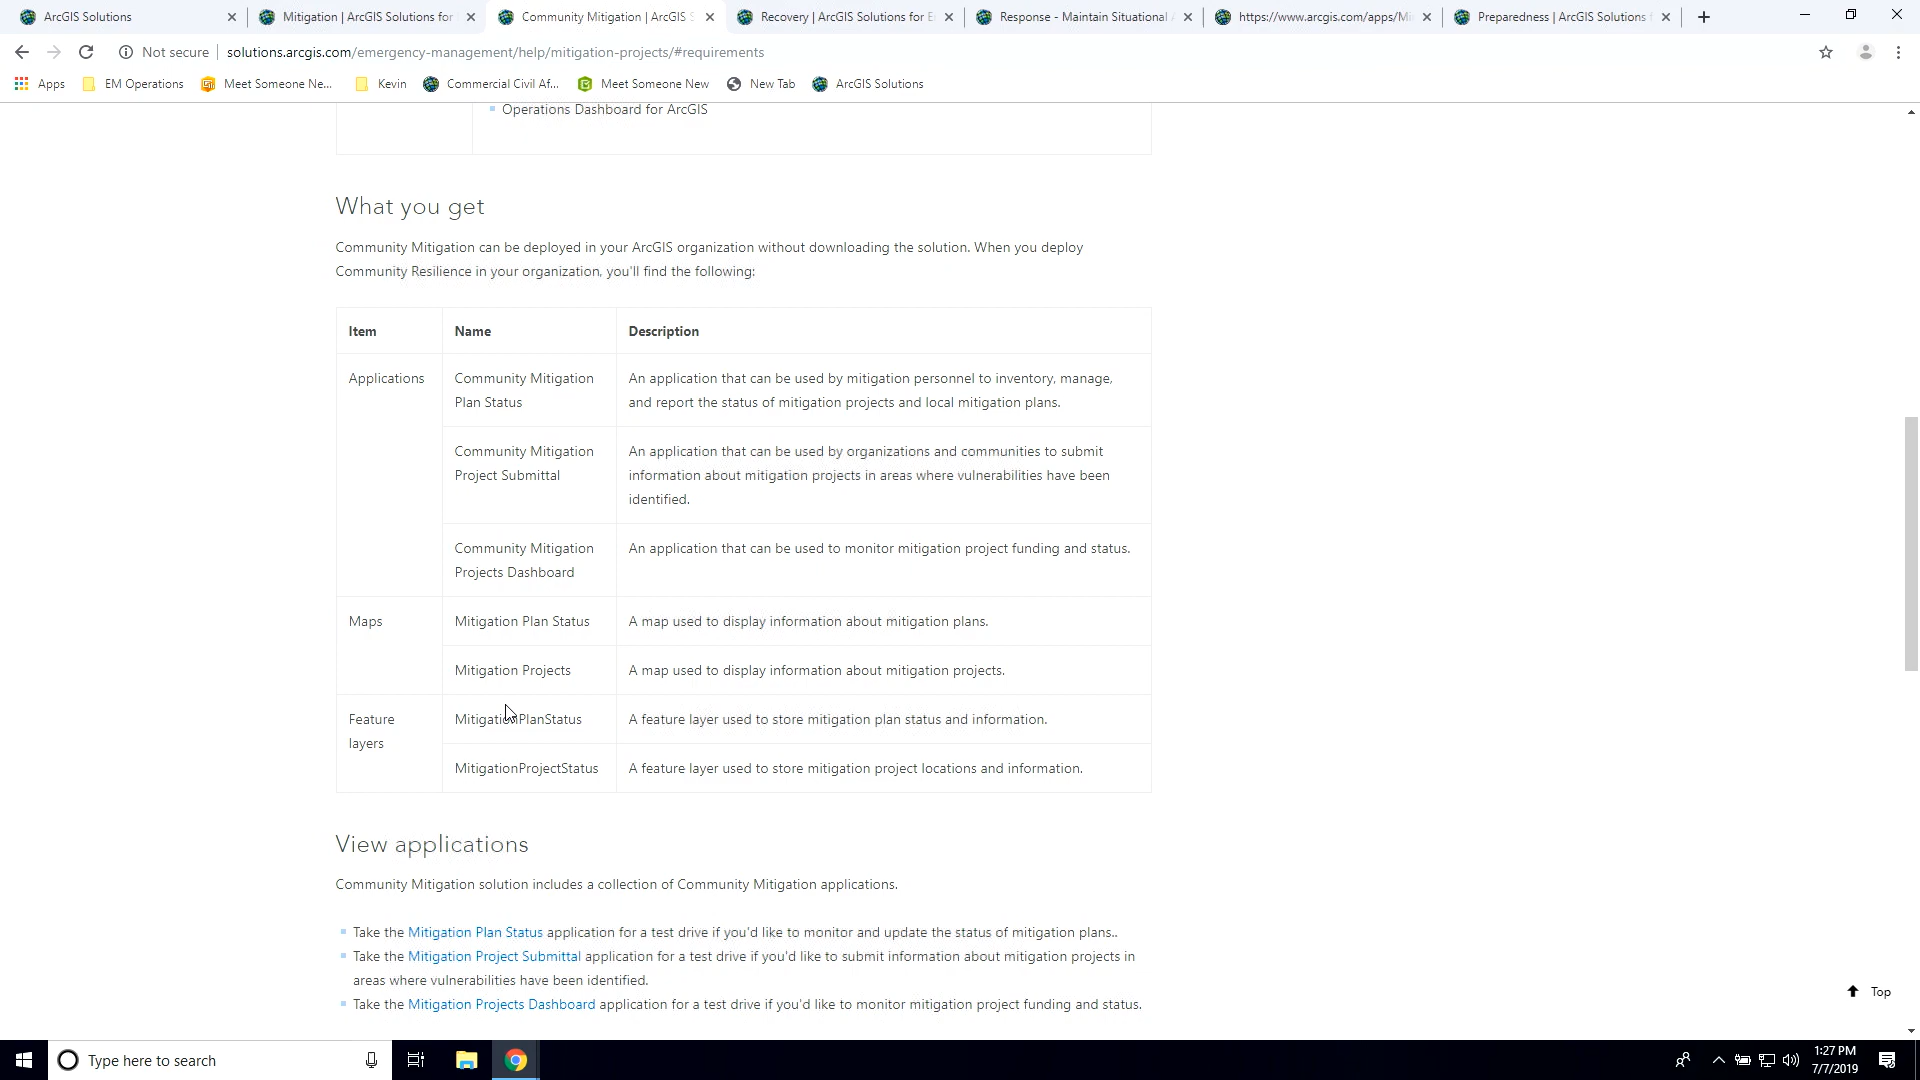 ArcGIS Solutions
Mitigation | ArcGIS Solutions for
Community Mitigation | ArcGIS S
Recovery | ArcGIS Solutions for E
Response - Maintain Situational A
https://www.arcgis.com/apps/Mi
Preparedness | ArcGIS Solutions f
Not secure
solutions.arcgis.com/emergency-management/help/mitigation-projects/#requirements
Apps
EM Operations
Meet Someone Ne...
Kevin
Commercial Civil Af...
Meet Someone New
New Tab
ArcGIS Solutions
Operations Dashboard for ArcGIS
What you get
Community Mitigation can be deployed in your ArcGIS organization without downloading the solution. When you deploy
Community Resilience in your organization, you'll find the following:
Item
Name
Description
Applications
Community Mitigation
Plan Status
An application that can be used by mitigation personnel to inventory, manage,
and report the status of mitigation projects and local mitigation plans.
Community Mitigation
Project Submittal
An application that can be used by organizations and communities to submit
information about mitigation projects in areas where vulnerabilities have been
identified.
Community Mitigation
Projects Dashboard
An application that can be used to monitor mitigation project funding and status.
Maps
Mitigation Plan Status
A map used to display information about mitigation plans.
Mitigation Projects
A map used to display information about mitigation projects.
Feature
layers
MitigationPlanStatus
A feature layer used to store mitigation plan status and information.
MitigationProjectStatus
A feature layer used to store mitigation project locations and information.
View applications
Community Mitigation solution includes a collection of Community Mitigation applications.
Take the Mitigation Plan Status application for a test drive if you'd like to monitor and update the status of mitigation plans..
Take the Mitigation Project Submittal application for a test drive if you'd like to submit information about mitigation projects in
areas where vulnerabilities have been identified.
Take the Mitigation Projects Dashboard application for a test drive if you'd like to monitor mitigation project funding and status.
Top
Type here to search
1:27 PM
7/7/2019